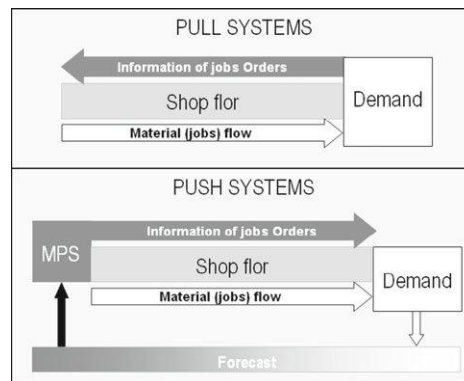 PULL SYSTEMS
Information of jobs Orders
Shop flor
Demand
Material (jobs) flow
PUSH SYSTEMS
Information of jobs Orders
MPS
Shop flor
Demand
Material (jobs) flow
Forecast